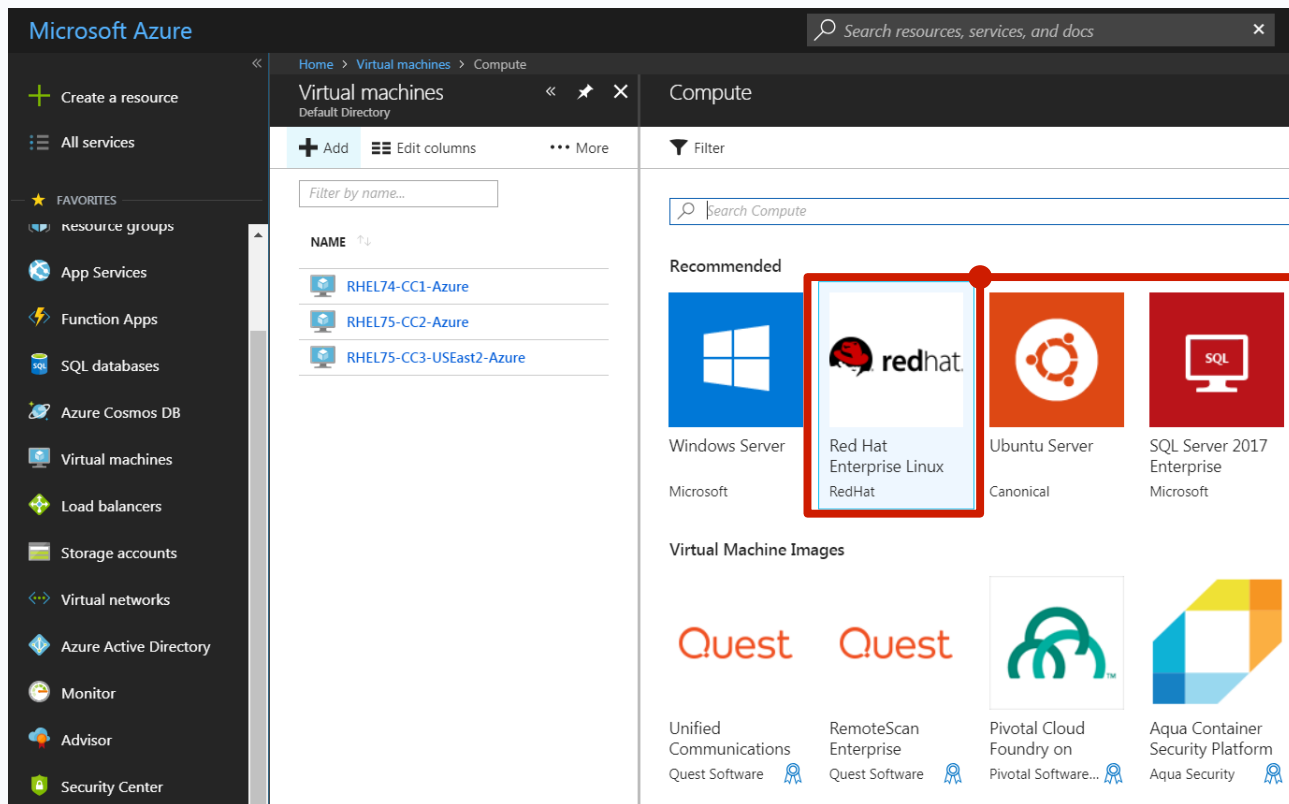 Microsoft Azure
Search resources, services, and docs
Create a resource
All services
FAVORITES
Resource groups
App Services
Function Apps
SQL databases
Azure Cosmos DB
Virtual machines
Load balancers
Storage accounts
Virtual networks
Azure Active Directory
Monitor
Advisor
Security Center
Home > Virtual machines > Compute
Virtual machines
Default Directory
Add Edit columns ••• More
Filter by name...
NAME
RHEL74-CC1-Azure
RHEL75-CC2-Azure
RHEL75-CC3-USEast2-Azure
Compute
Filter
Search Compute
Recommended
redhat.
SQL
Windows Server
Microsoft
Red Hat
Enterprise Linux
RedHat
Ubuntu Server
Canonical
SQL Server 2017
Enterprise
Microsoft
Virtual Machine Images
Quest
Quest
Unified
Communications
Quest Software
RemoteScan
Enterprise
Quest Software
Pivotal Cloud
Foundry on
Pivotal Software...
Aqua Container
Security Platform
Aqua Security